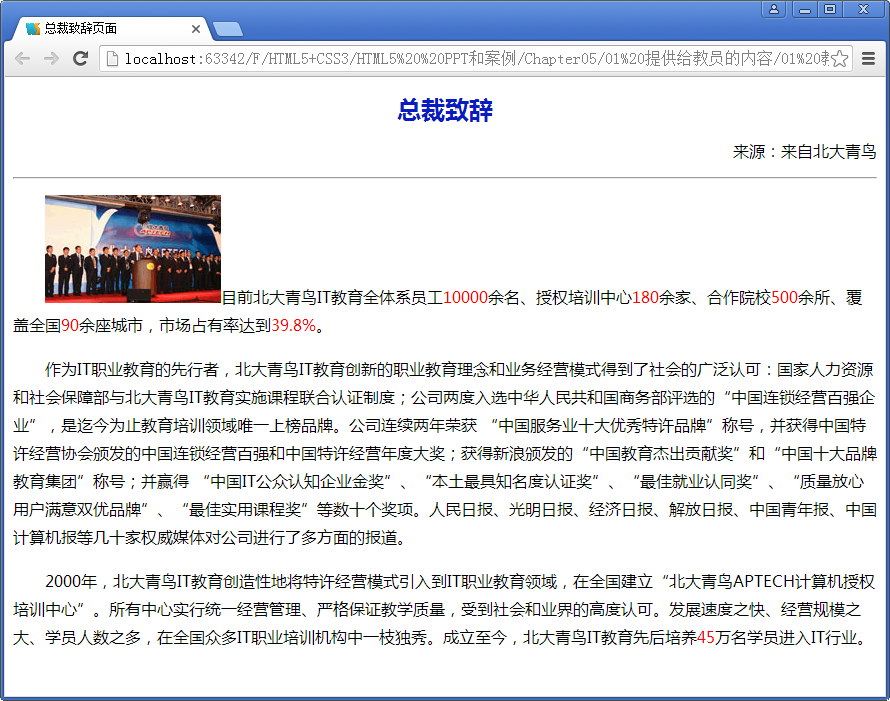 总裁致辞页面
localhost:63342/F/HTML5+CSS3/HTML5%20%20PPT和案例/Chapter05/01%20提供给教员的内容/01%20
总裁致辞
来源：来自北大青鸟
目前北大青鸟IT教育全体系员工10000余名、授权培训中心180余家、合作院校500余所、覆
盖全国90余座城市，市场占有率达到39.8%。
作为IT职业教育的先行者，北大青鸟IT教育创新的职业教育理念和业务经营模式得到了社会的广泛认可：国家人力资源
和社会保障部与北大青鸟IT教育实施课程联合认证制度；公司两度入选中华人民共和国商务部评选的“中国连锁经营百强企
业”，是迄今为止教育培训领域唯一上榜品牌。公司连续两年荣获 “中国服务业十大优秀特许品牌”称号，并获得中国特
许经营协会颁发的中国连锁经营百强和中国特许经营年度大奖；获得新浪颁发的“中国教育杰出贡献奖”和“中国十大品牌
教育集团”称号；并赢得 “中国IT公众认知企业金奖”、“本土最具知名度认证奖”、“最佳就业认同奖”、“质量放心
用户满意双优品牌”、“最佳实用课程奖”等数十个奖项。人民日报、光明日报、经济日报、解放日报、中国青年报、中国
计算机报等几十家权威媒体对公司进行了多方面的报道。
2000年，北大青鸟IT教育创造性地将特许经营模式引入到IT职业教育领域，在全国建立“北大青鸟APTECH计算机授权
培训中心”。所有中心实行统一经营管理、严格保证教学质量，受到社会和业界的高度认可。发展速度之快、经营规模之
大、学员人数之多，在全国众多IT职业培训机构中一枝独秀。成立至今，北大青鸟IT教育先后培养45万名学员进入IT行业。